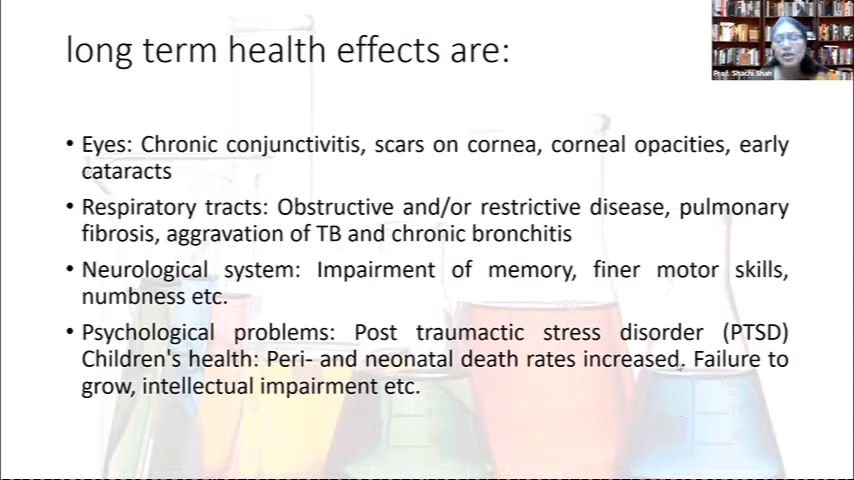 long term health effects are:
Prof. Shachi Shah
• Eyes: Chronic conjunctivitis, scars on cornea, corneal opacities, early
cataracts
• Respiratory tracts: Obstructive and/or restrictive disease, pulmonary
fibrosis, aggravation of TB and chronic bronchitis
• Neurological system: Impairment of memory, finer motor skills,
numbness etc.
• Psychological problems: Post traumactic stress disorder (PTSD)
Children's health: Peri- and neonatal death rates increased. Failure to
grow, intellectual impairment etc.